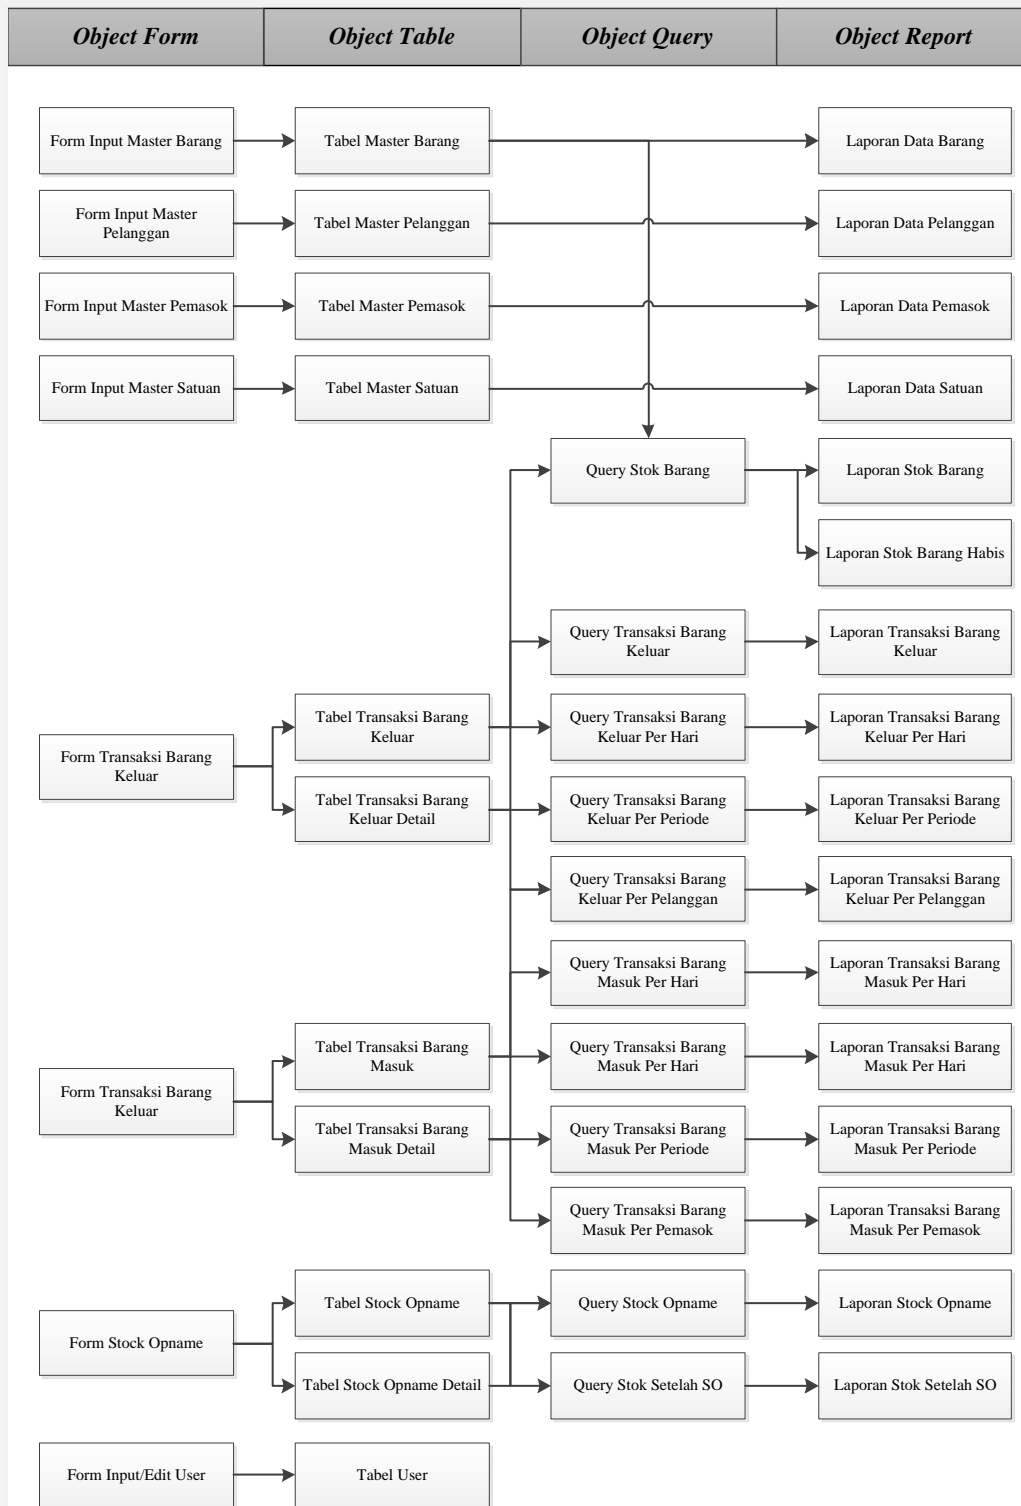 Object Form
Object Table
Object Query
Object Report
Form Input Master Barang
Tabel Master Barang
Laporan Data Barang
Form Input Master
Pelanggan
Tabel Master Pelanggan
Laporan Data Pelanggan
Form Input Master Pemasok
Tabel Master Pemasok
Laporan Data Pemasok
Form Input Master Satuan
Tabel Master Satuan
Laporan Data Satuan
Query Stok Barang
Laporan Stok Barang
Laporan Stok Barang Habis
Query Transaksi Barang
Keluar
Laporan Transaksi Barang
Keluar
Form Transaksi Barang
Keluar
Tabel Transaksi Barang
Keluar
Query Transaksi Barang
Keluar Per Hari
Laporan Transaksi Barang
Keluar Per Hari
Tabel Transaksi Barang
Keluar Detail
Query Transaksi Barang
Keluar Per Periode
Laporan Transaksi Barang
Keluar Per Periode
Query Transaksi Barang
Keluar Per Pelanggan
Laporan Transaksi Barang
Keluar Per Pelanggan
Query Transaksi Barang
Masuk Per Hari
Laporan Transaksi Barang
Masuk Per Hari
Form Transaksi Barang
Keluar
Tabel Transaksi Barang
Masuk
Query Transaksi Barang
Masuk Per Hari
Laporan Transaksi Barang
Masuk Per Hari
Tabel Transaksi Barang
Masuk Detail
Query Transaksi Barang
Masuk Per Periode
Laporan Transaksi Barang
Masuk Per Periode
Query Transaksi Barang
Masuk Per Pemasok
Laporan Transaksi Barang
Masuk Per Pemasok
Form Stock Opname
Tabel Stock Opname
Query Stock Opname
Laporan Stock Opname
Tabel Stock Opname Detail
Query Stok Setelah SO
Laporan Stok Setelah SO
Form Input/Edit User
Tabel User